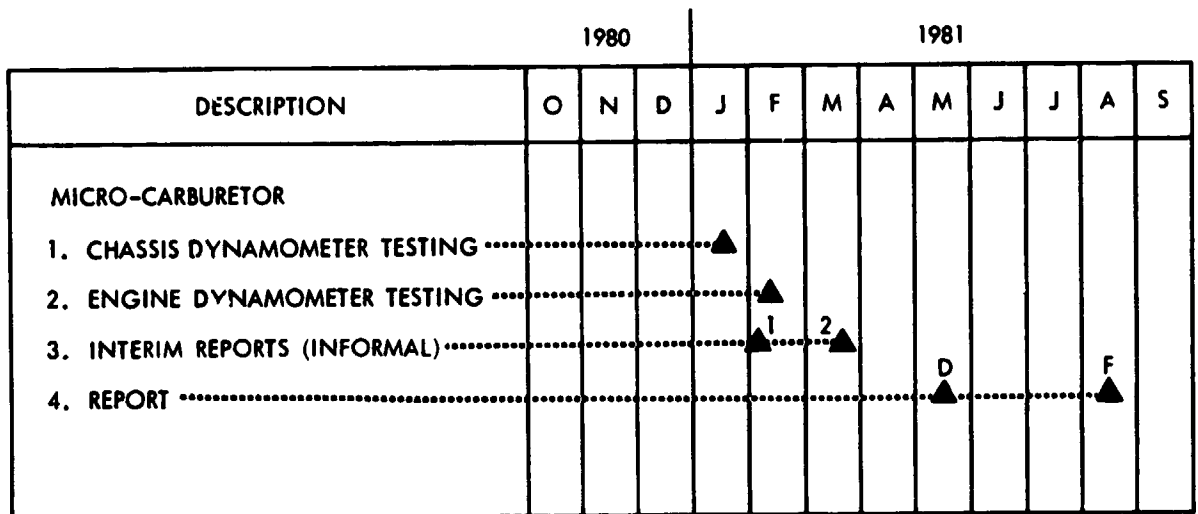 1980 1981
DESCRIPTION O N D J F M A M J J A S
MICRO-CARBURETOR
1. CHASSIS DYNAMOMETER TESTING
2. ENGINE DYNAMOMETER TESTING
1 2
3. INTERIM REPORTS (INFORMAL)
D F
4. REPORT